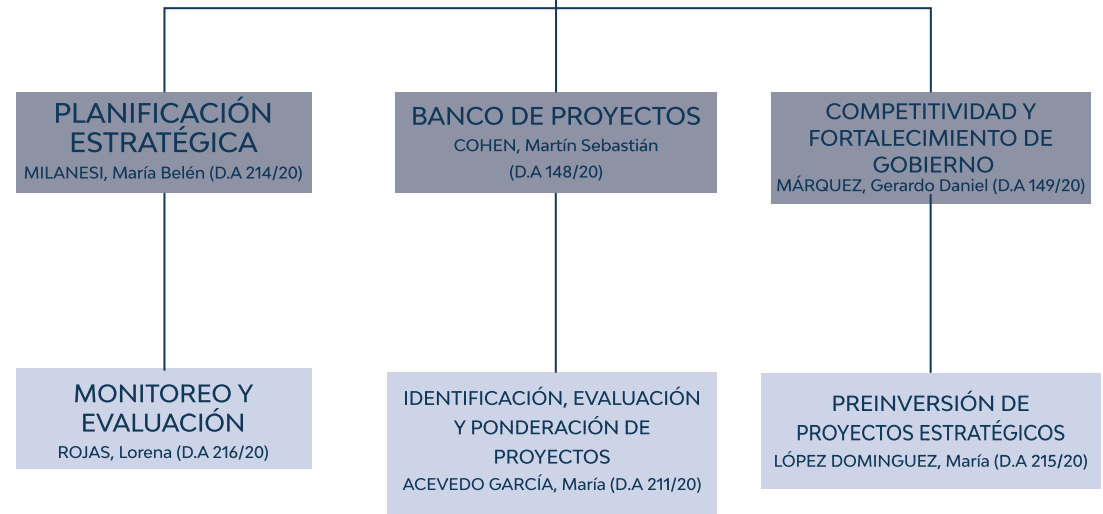 PLANIFICACIÓN
ESTRATÉGICA
MILANESI, María Belén (D.A 214/20)
BANCO DE PROYECTOS
COHEN, Martín Sebastián
(D.A 148/20)
COMPETITIVIDAD Y
FORTALECIMIENTO DE
GOBIERNO
MÁRQUEZ, Gerardo Daniel (D.A 149/20)
MONITOREO Y
EVALUACIÓN
ROJAS, Lorena (D.A 216/20)
IDENTIFICACIÓN, EVALUACIÓN
Y PONDERACIÓN DE
PROYECTOS
ACEVEDO GARCÍA, María (D.A 211/20)
PREINVERSIÓN DE
PROYECTOS ESTRATÉGICOS
LÓPEZ DOMINGUEZ, María (D.A 215/20)